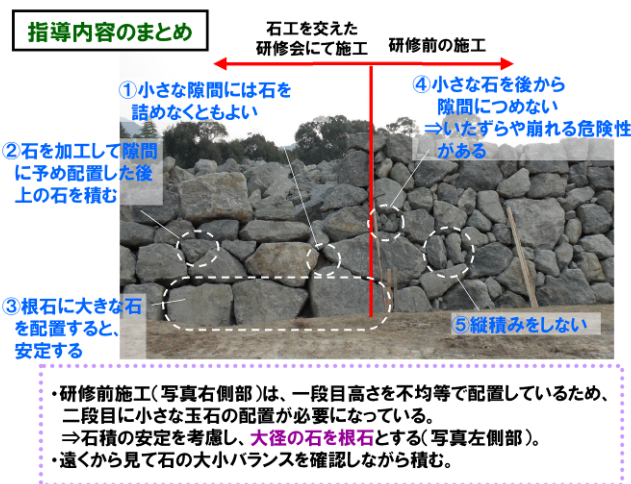 指導内容のまとめ
石工を交えた
研修会にて施工
研修前の施工
①小さな隙間には石を
詰めなくともよい
④小さな石を後から
隙間につめない
⇒いたずらや崩れる危険性
がある
②石を加工して隙間
に予め配置した後
上の石を積む
③根石に大きな石
を配置すると、
安定する
⑤縦積みをしない
・研修前施工(写真右側部)は、一段目高さを不均等で配置しているため、
二段目に小さな玉石の配置が必要になっている。
⇒石積の安定を考慮し、大径の石を根石とする(写真左側部)。
・遠くから見て石の大小バランスを確認しながら積む。